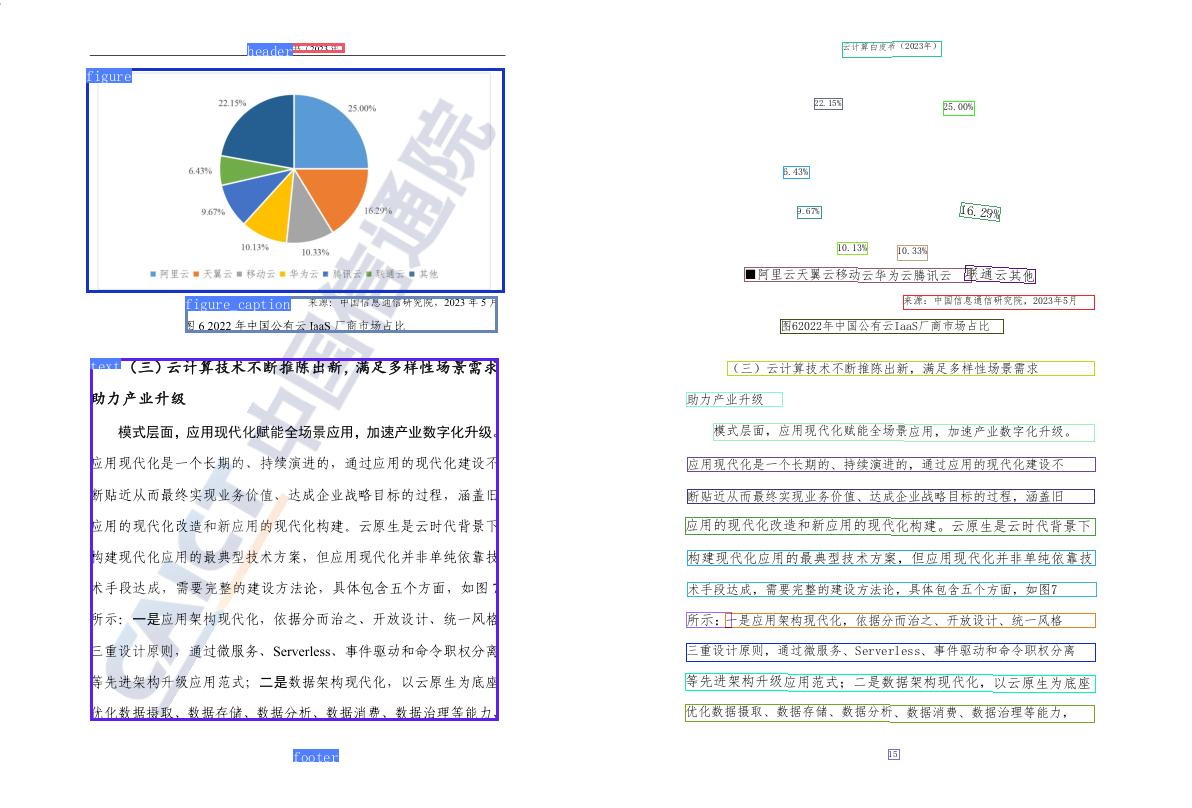 header
figure
22.15%
25.00%
6.43%
9.67%
16.29%
10.13%
10.33%
阿里云 天翼云 移动云 华为云 腾讯云 联通云 其他
figure_caption 来源：中国信息通信研究院，2023 年 5 月
图 6 2022 年中国公有云 IaaS 厂商市场占比
text （三）云计算技术不断推陈出新，满足多样性场景需求
助力产业升级
模式层面，应用现代化赋能全场景应用，加速产业数字化升级。
应用现代化是一个长期的、持续演进的，通过应用的现代化建设不
断贴近从而最终实现业务价值、达成企业战略目标的过程，涵盖旧
应用的现代化改造和新应用的现代化构建。云原生是云时代背景下
构建现代化应用的最典型技术方案，但应用现代化并非单纯依靠技
术手段达成，需要完整的建设方法论，具体包含五个方面，如图 7
所示：一是应用架构现代化，依据分而治之、开放设计、统一风格
三重设计原则，通过微服务、Serverless、事件驱动和命令职权分离
等先进架构升级应用范式；二是数据架构现代化，以云原生为底座
优化数据摄取、数据存储、数据分析、数据消费、数据治理等能力，
footer
CAICT 中国信通院
云计算白皮书（2023年）
22.15%
25.00%
6.43%
9.67%
16.29%
10.13%
10.33%
■阿里云天翼云移动云华为云腾讯云 联通云其他
来源：中国信息通信研究院，2023年5月
图62022年中国公有云IaaS厂商市场占比
（三）云计算技术不断推陈出新，满足多样性场景需求
助力产业升级
模式层面，应用现代化赋能全场景应用，加速产业数字化升级。
应用现代化是一个长期的、持续演进的，通过应用的现代化建设不
断贴近从而最终实现业务价值、达成企业战略目标的过程，涵盖旧
应用的现代化改造和新应用的现代化构建。云原生是云时代背景下
构建现代化应用的最典型技术方案，但应用现代化并非单纯依靠技
术手段达成，需要完整的建设方法论，具体包含五个方面，如图7
所示：一是应用架构现代化，依据分而治之、开放设计、统一风格
三重设计原则，通过微服务、Serverless、事件驱动和命令职权分离
等先进架构升级应用范式；二是数据架构现代化，以云原生为底座
优化数据摄取、数据存储、数据分析、数据消费、数据治理等能力，
15